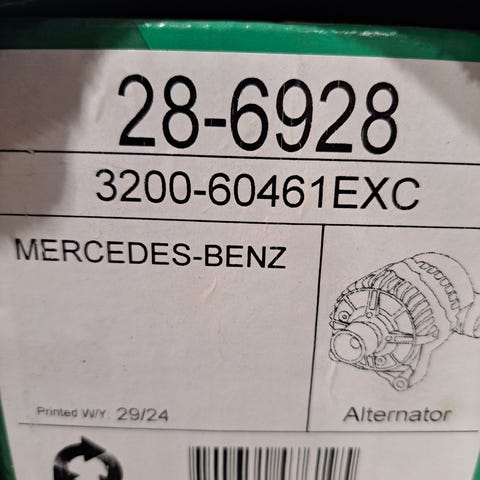 28-6928
3200-60461EXC
MERCEDES-BENZ
Printed W/Y: 29/24
Alternator